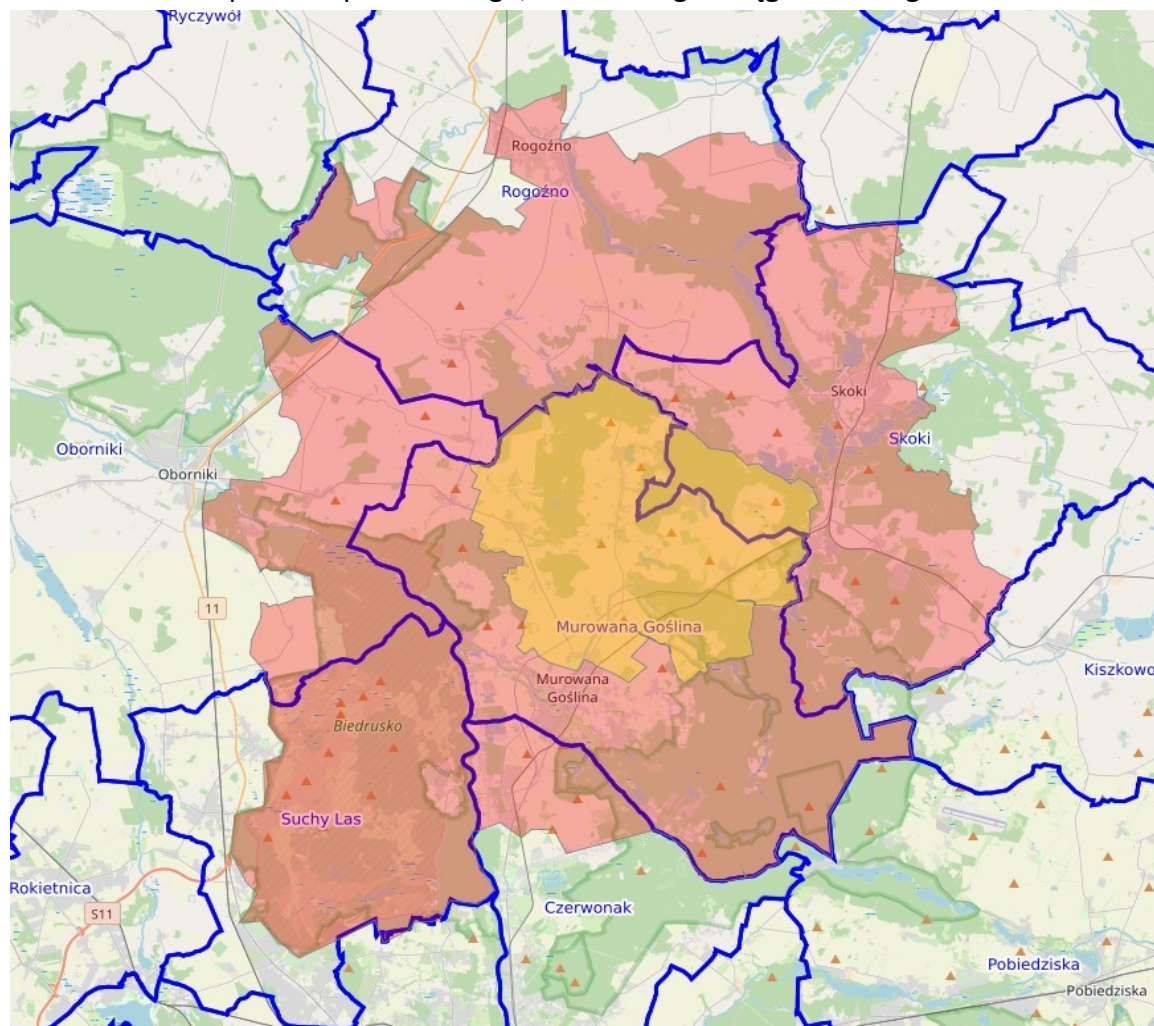 Ryczywół
Rogoźno
Rogoźno
Skoki
Skoki
Oborniki
Oborniki
11
Murowana Goślina
Kiszkowo
Murowana
Goślina
Biedrusko
Suchy Las
Rokietnica
S11
Czerwonak
Pobiedziska
Pobiedziska